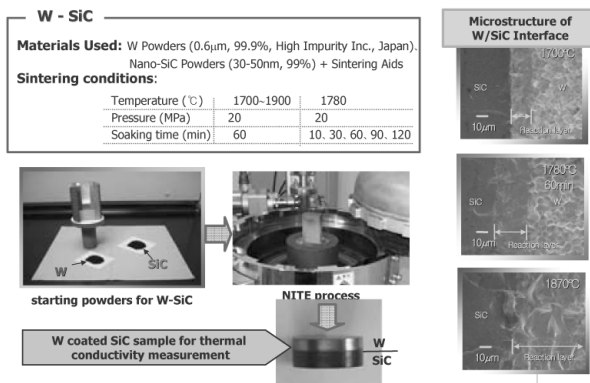 W - SiC
Materials Used: W Powders (0.6μm, 99.9%, High Impurity Inc., Japan)、
Nano-SiC Powders (30-50nm, 99%) + Sintering Aids
Sintering conditions:
Temperature (℃) 1700~1900 1780
Pressure (MPa) 20 20
Soaking time (min) 60 10、30、60、90、120
W
SiC
starting powders for W-SiC
NITE process
W coated SiC sample for thermal
conductivity measurement
W
SiC
Microstructure of
W/SiC Interface
1700℃
SiC
W
10μm
Reaction layer
1780℃
60min
SiC
W
10μm
Reaction layer
1870℃
SiC
10μm
Reaction layer